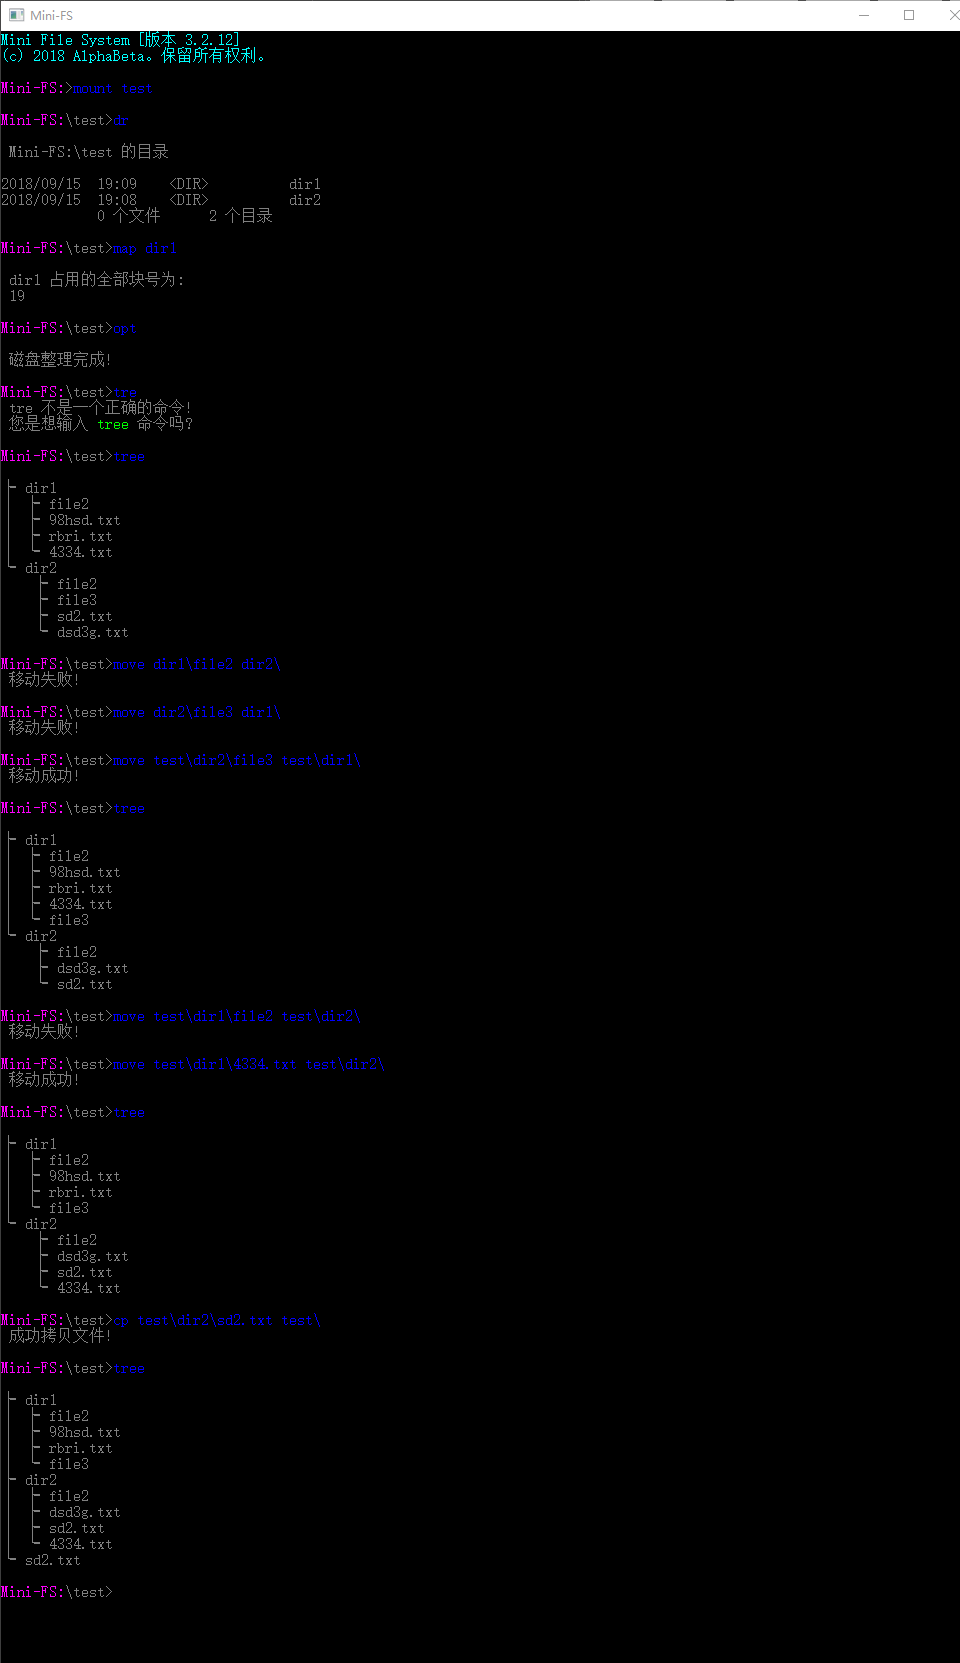 Mini-FS
Mini File System [版本 3.2.12]
(c) 2018 AlphaBeta。保留所有权利。
Mini-FS:>mount test
Mini-FS:\test>dr
Mini-FS:\test 的目录
2018/09/15  19:09    <DIR>          dir1
2018/09/15  19:08    <DIR>          dir2
0 个文件      2 个目录
Mini-FS:\test>map dir1
dir1 占用的全部块号为:
19
Mini-FS:\test>opt
磁盘整理完成!
Mini-FS:\test>tre
tre 不是一个正确的命令!
您是想输入 tree 命令吗?
Mini-FS:\test>tree
├ dir1
│  ├ file2
│  ├ 98hsd.txt
│  ├ rbri.txt
│  └ 4334.txt
└ dir2
    ├ file2
    ├ file3
    ├ sd2.txt
    └ dsd3g.txt
Mini-FS:\test>move dir1\file2 dir2\
移动失败!
Mini-FS:\test>move dir2\file3 dir1\
移动失败!
Mini-FS:\test>move test\dir2\file3 test\dir1\
移动成功!
Mini-FS:\test>tree
├ dir1
│  ├ file2
│  ├ 98hsd.txt
│  ├ rbri.txt
│  ├ 4334.txt
│  └ file3
└ dir2
    ├ file2
    ├ dsd3g.txt
    └ sd2.txt
Mini-FS:\test>move test\dir1\file2 test\dir2\
移动失败!
Mini-FS:\test>move test\dir1\4334.txt test\dir2\
移动成功!
Mini-FS:\test>tree
├ dir1
│  ├ file2
│  ├ 98hsd.txt
│  ├ rbri.txt
│  └ file3
└ dir2
    ├ file2
    ├ dsd3g.txt
    ├ sd2.txt
    └ 4334.txt
Mini-FS:\test>cp test\dir2\sd2.txt test\
成功拷贝文件!
Mini-FS:\test>tree
├ dir1
│  ├ file2
│  ├ 98hsd.txt
│  ├ rbri.txt
│  └ file3
├ dir2
│  ├ file2
│  ├ dsd3g.txt
│  ├ sd2.txt
│  └ 4334.txt
└ sd2.txt
Mini-FS:\test>